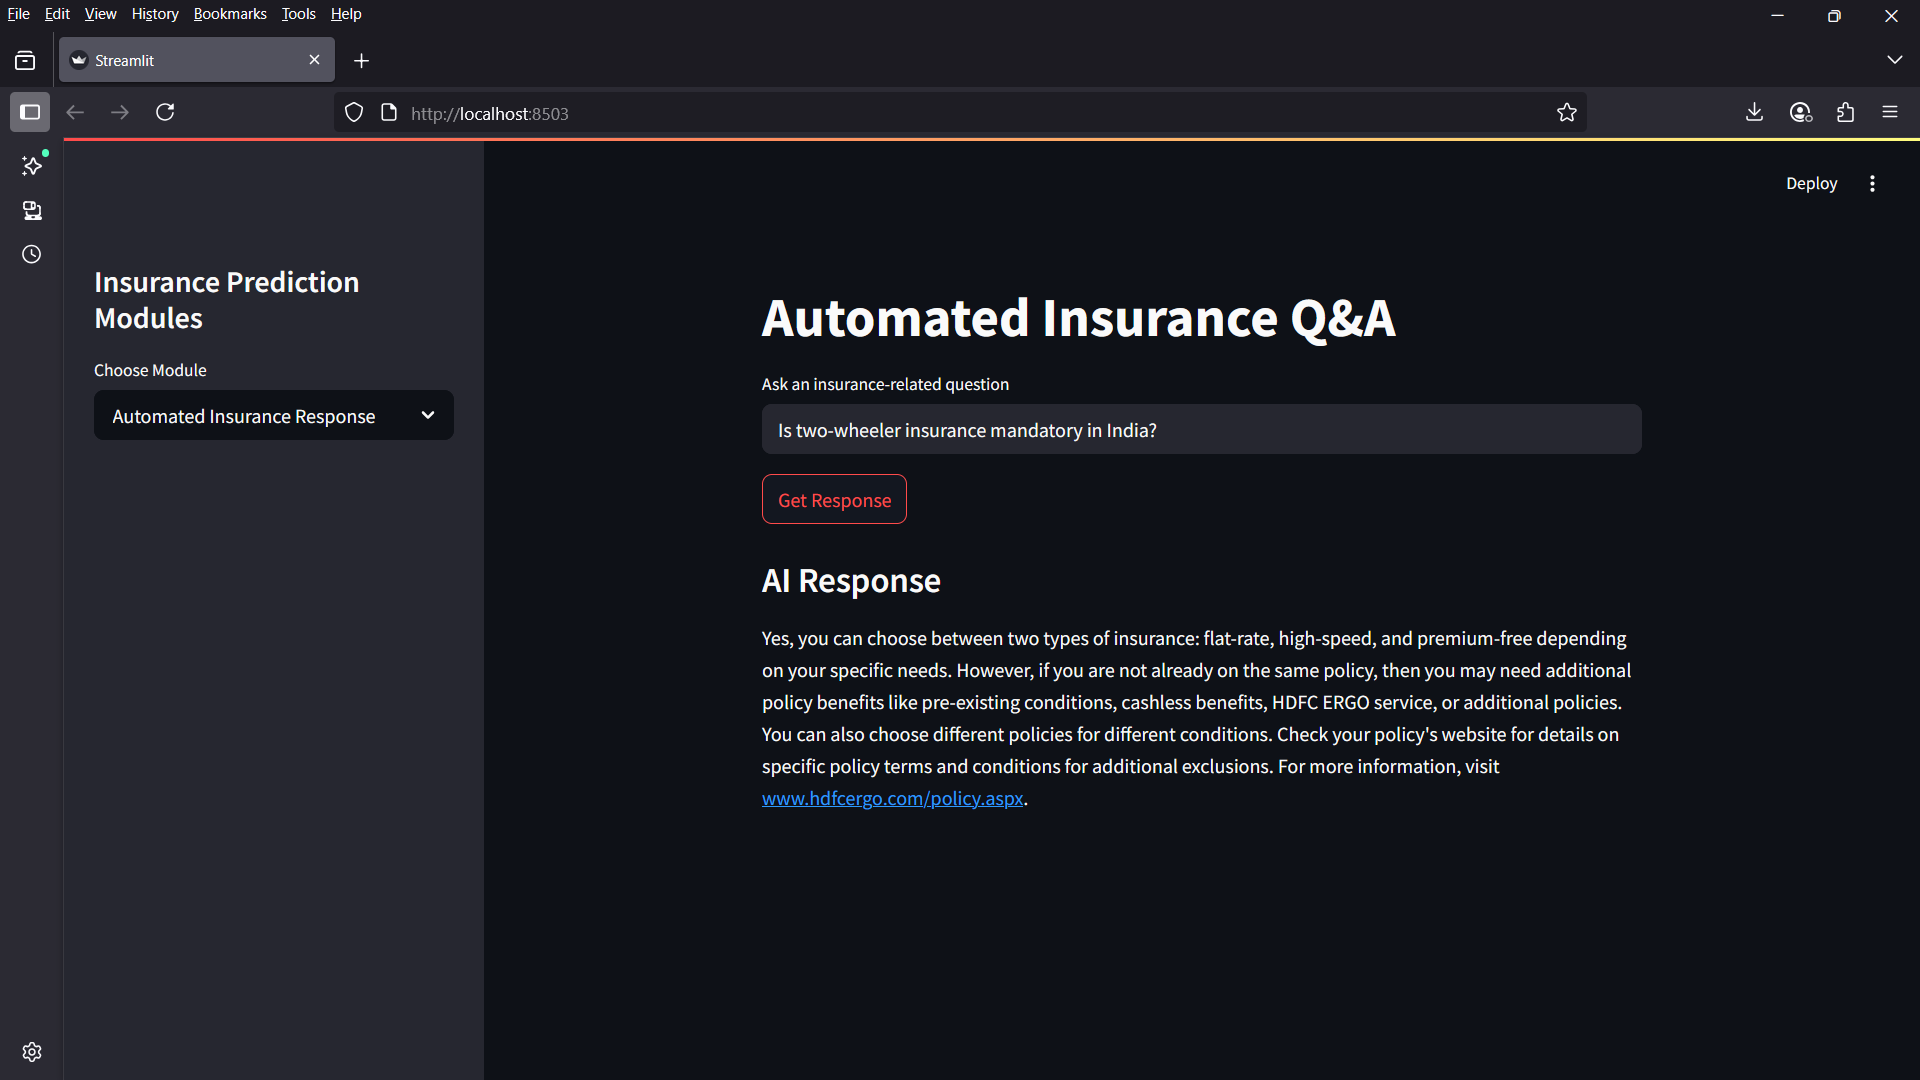 File Edit View History Bookmarks Tools Help
Streamlit
http://localhost:8503
Deploy
Insurance Prediction
Modules
Choose Module
Automated Insurance Response
Automated Insurance Q&A
Ask an insurance-related question
Is two-wheeler insurance mandatory in India?
Get Response
AI Response
Yes, you can choose between two types of insurance: flat-rate, high-speed, and premium-free depending
on your specific needs. However, if you are not already on the same policy, then you may need additional
policy benefits like pre-existing conditions, cashless benefits, HDFC ERGO service, or additional policies.
You can also choose different policies for different conditions. Check your policy's website for details on
specific policy terms and conditions for additional exclusions. For more information, visit
www.hdfcergo.com/policy.aspx.